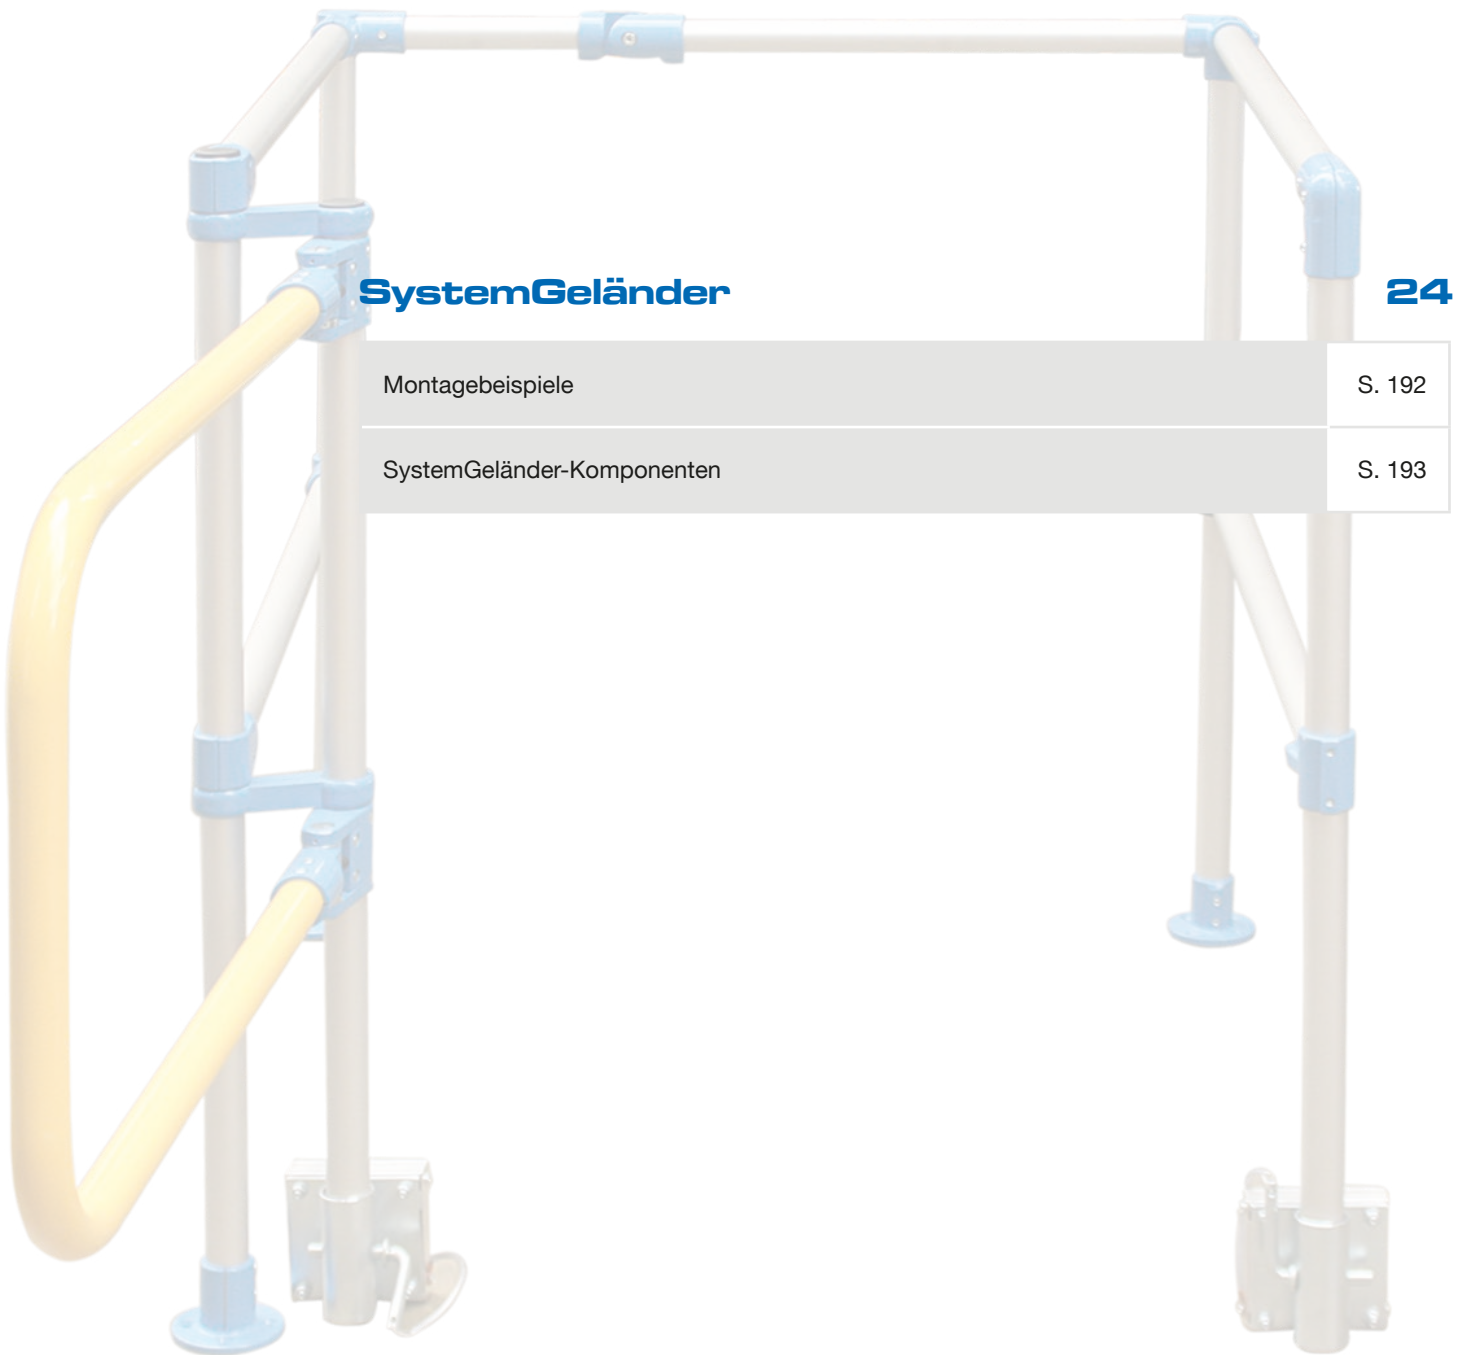 SystemGeländer 24
Montagebeispiele S. 192
SystemGeländer-Komponenten S. 193